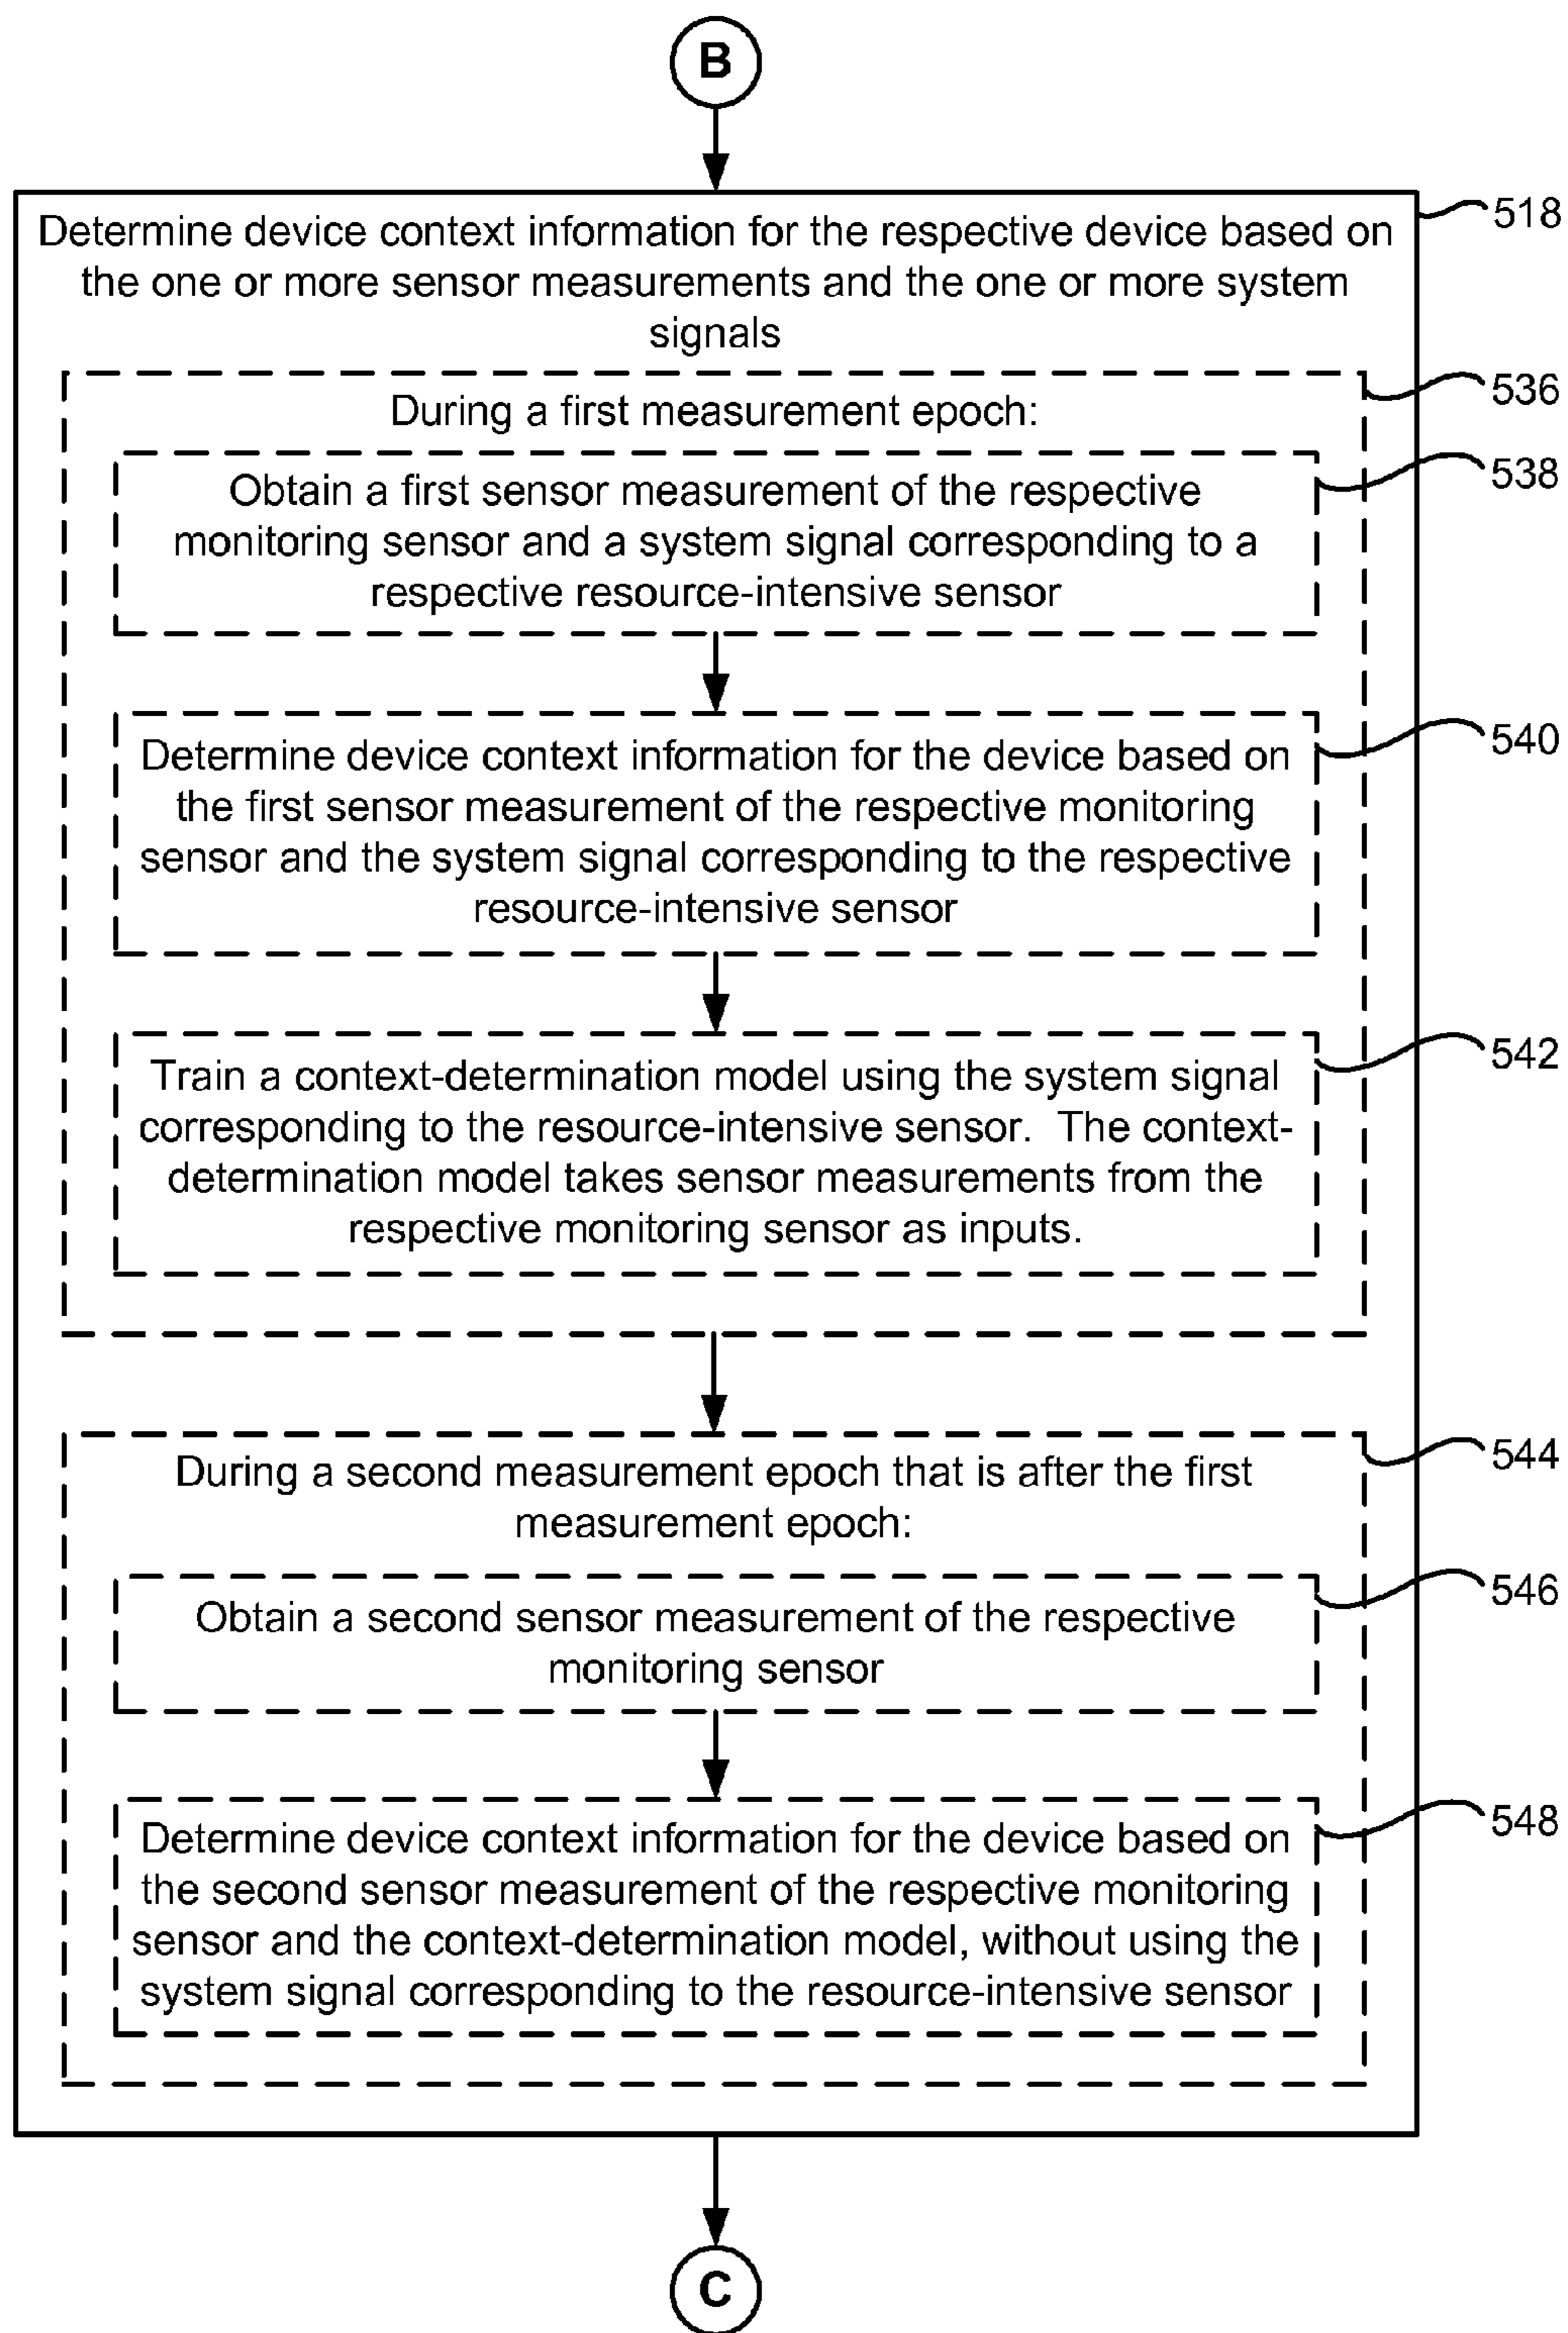 B
518
Determine device context information for the respective device based on
the one or more sensor measurements and the one or more system
signals
536
During a first measurement epoch:
538
Obtain a first sensor measurement of the respective
monitoring sensor and a system signal corresponding to a
respective resource-intensive sensor
540
Determine device context information for the device based on
the first sensor measurement of the respective monitoring
sensor and the system signal corresponding to the respective
resource-intensive sensor
542
Train a context-determination model using the system signal
corresponding to the resource-intensive sensor.  The context-
determination model takes sensor measurements from the
respective monitoring sensor as inputs.
544
During a second measurement epoch that is after the first
measurement epoch:
546
Obtain a second sensor measurement of the respective
monitoring sensor
548
Determine device context information for the device based on
the second sensor measurement of the respective monitoring
sensor and the context-determination model, without using the
system signal corresponding to the resource-intensive sensor
C